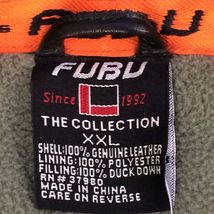 FUBU
FUBU
Since 1992
THE COLLECTION
XXL
SHELL:100% GENUINE LEATHER
LINING:100% POLYESTER
FILLING:100% DUCK DOWN
RN# 37980
MADE IN CHINA
CARE ON REVERSE